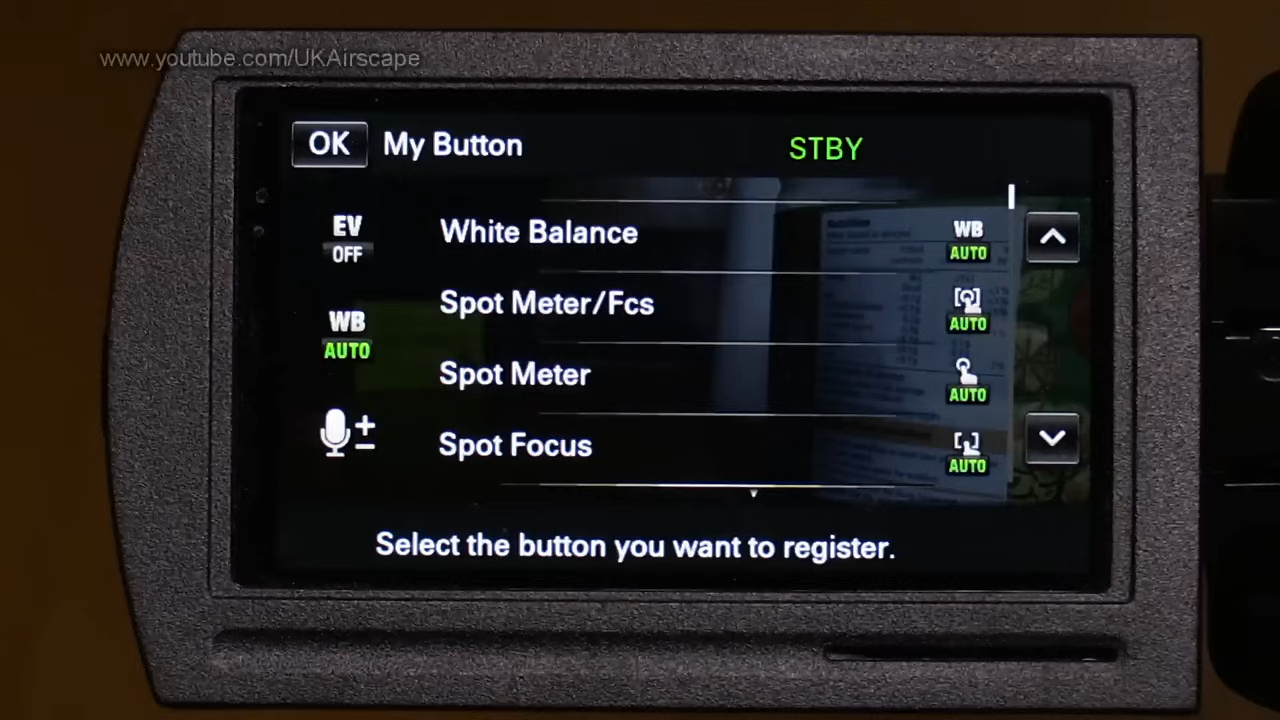 www.youtube.com/UKAirscape
OK My Button STBY
EV
OFF
White Balance WB
AUTO
Spot Meter/Fcs
AUTO
WB
AUTO
Spot Meter
AUTO
Spot Focus
AUTO
Select the button you want to register.